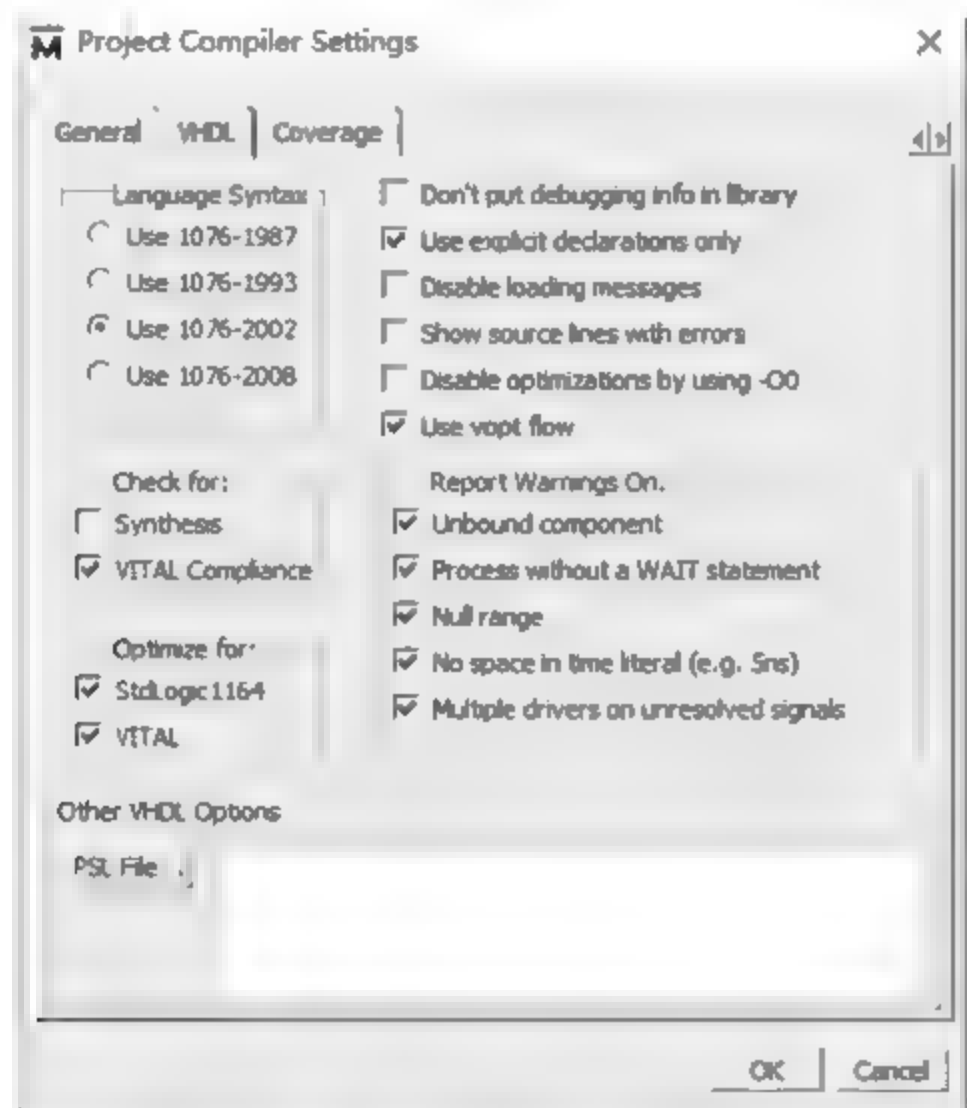 M Project Compiler Settings
General VHDL Coverage
Language Syntax
Use 1076-1987
Use 1076-1993
Use 1076-2002
Use 1076-2008
Don't put debugging info in library
Use explicit declarations only
Disable loading messages
Show source lines with errors
Disable optimizations by using -O0
Use vopt flow
Check for:
Synthesis
VITAL Compliance
Report Warnings On.
Unbound component
Process without a WAIT statement
Null range
No space in time literal (e.g. 5ns)
Multiple drivers on unresolved signals
Optimize for:
StdLogic1164
VITAL
Other VHDL Options
PSL File
OK Cancel